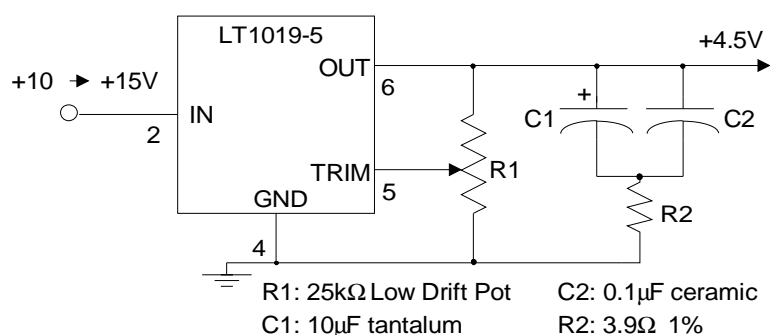 LT1019-5
+4.5V
OUT
+10 → +15V
6
+
C1
C2
IN
2
TRIM
R1
5
GND
R2
4
R1: 25kΩ Low Drift Pot
C2: 0.1μF ceramic
C1: 10μF tantalum
R2: 3.9Ω 1%